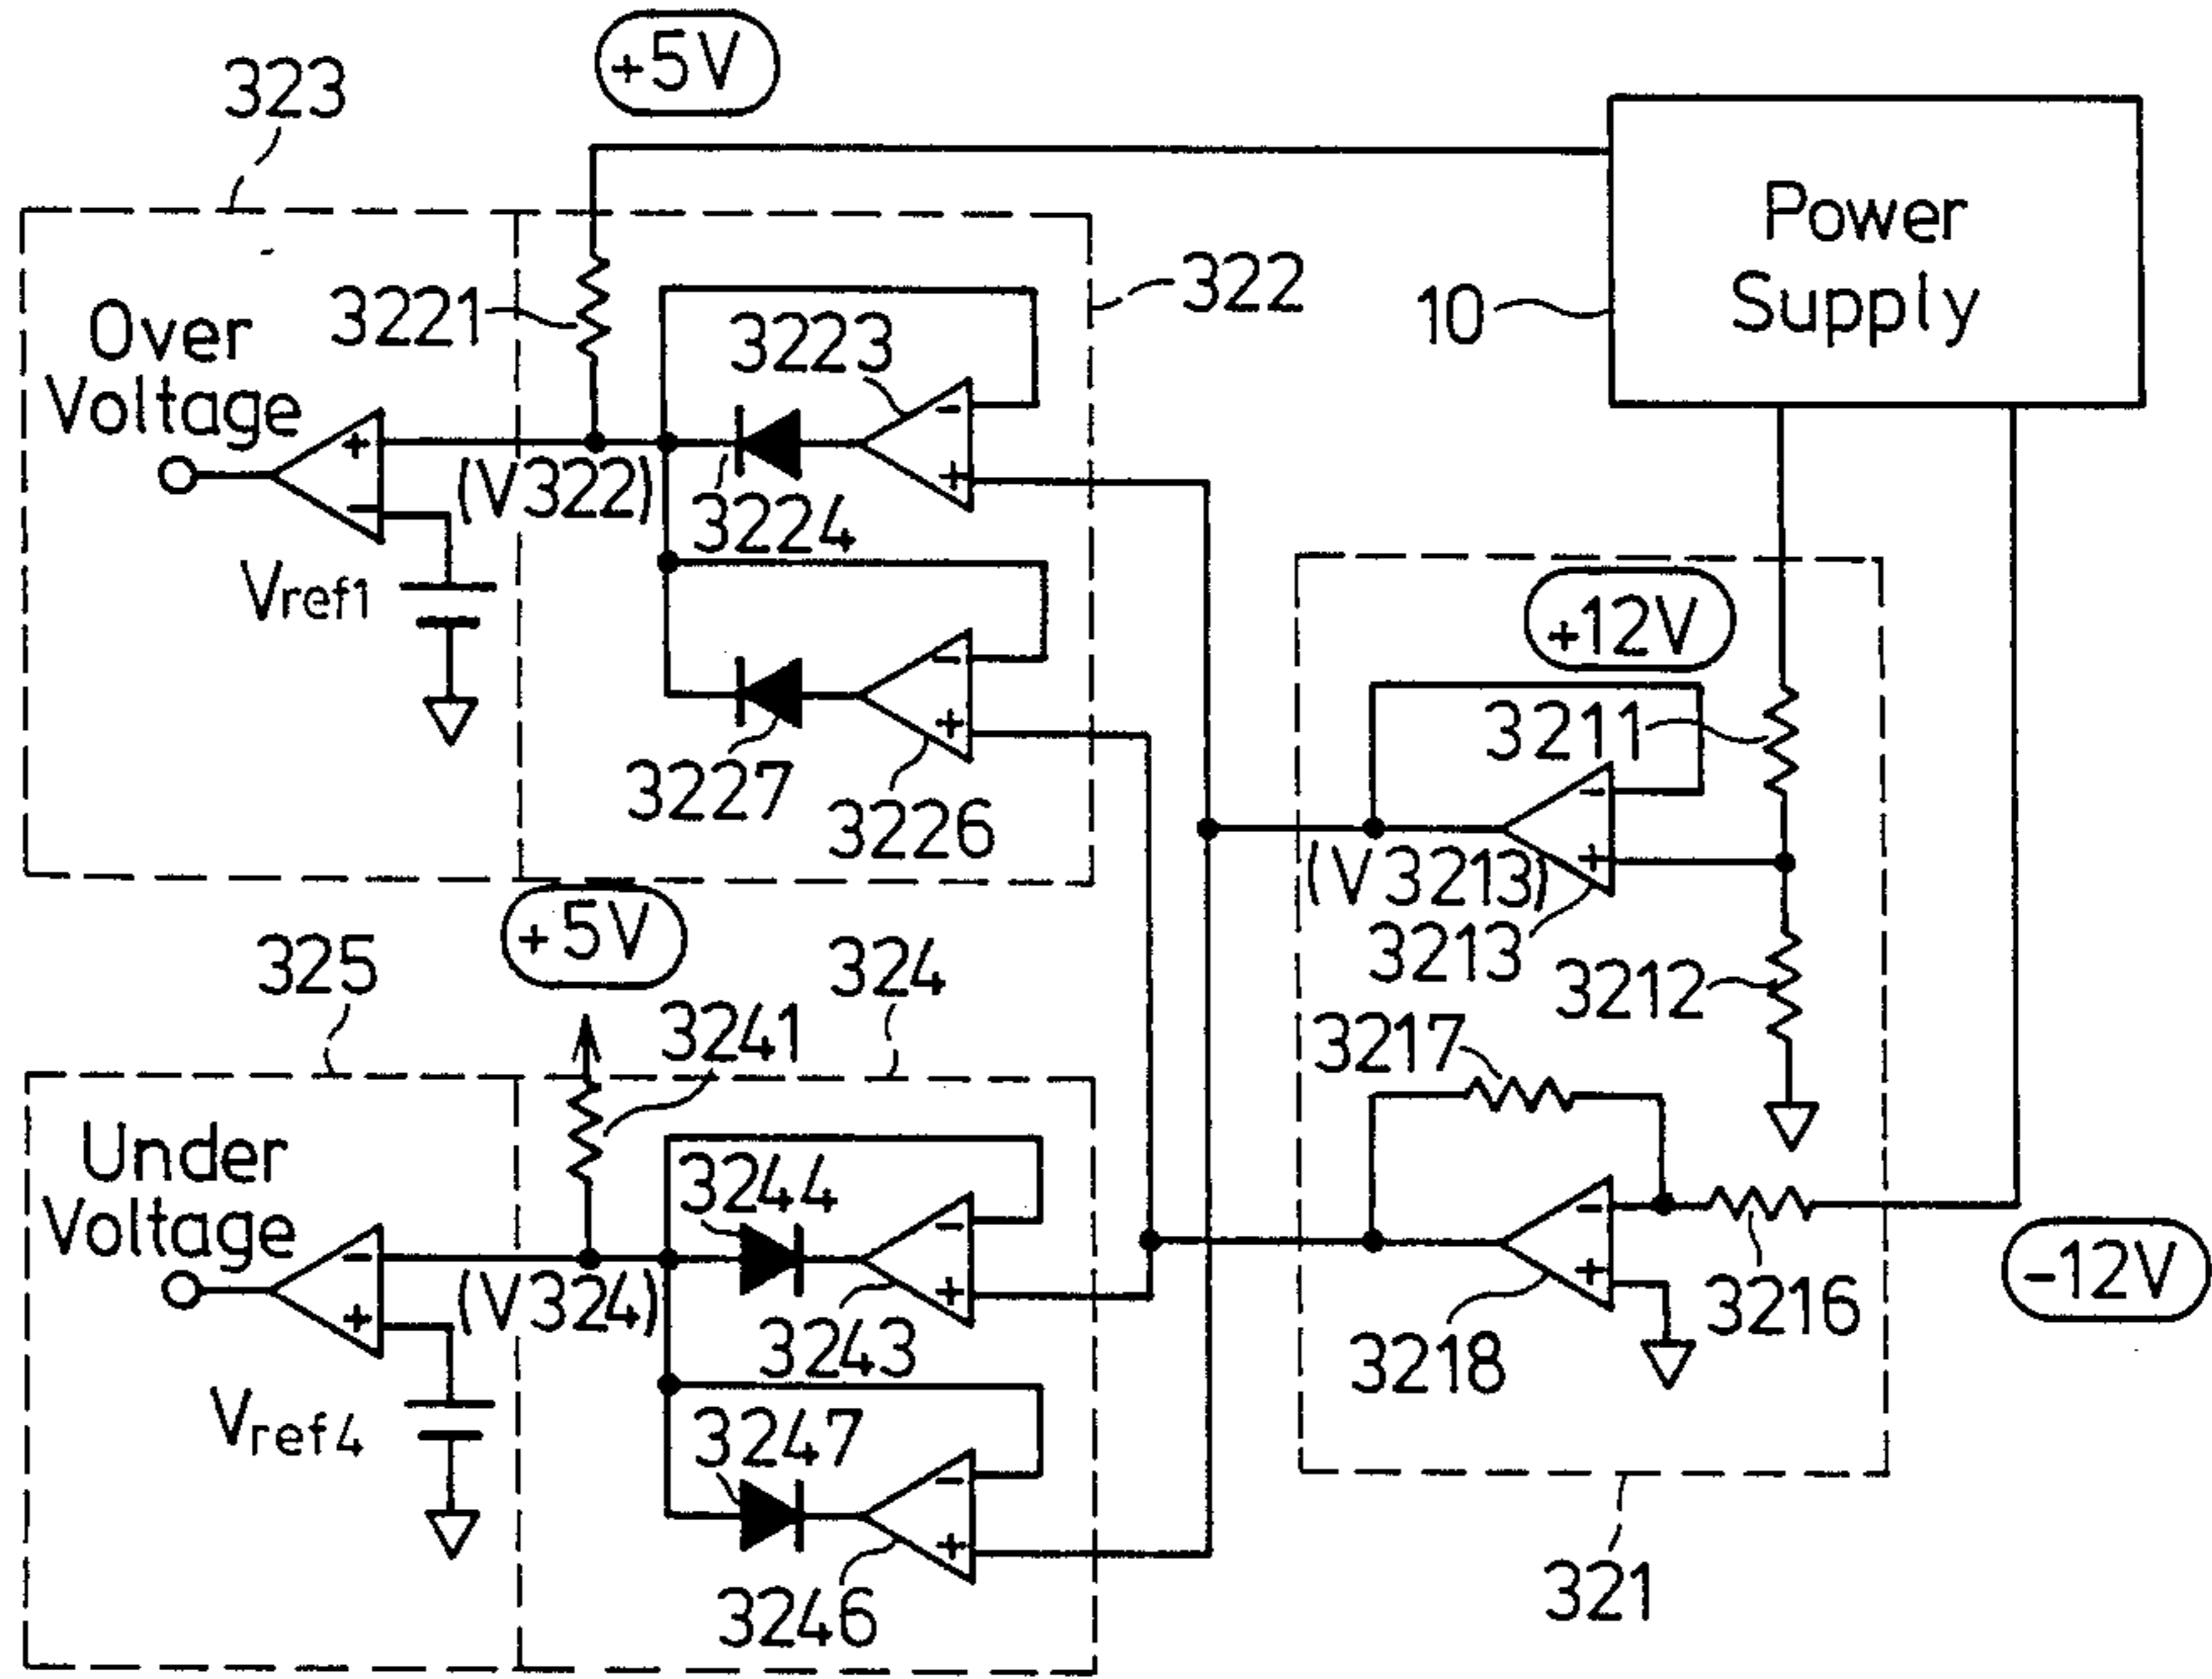 +5V
323
Power
Supply
10
322
3221
3223
Over
Voltage
+
-
(V322)
3224
-
+
Vref1
+12V
-
+
3227
3226
3211
-
+
(V3213)
3213
3212
+5V
325
324
3241
3217
Under
Voltage
3244
-
+
(V324)
3243
-
+
-
+
3218
3216
-12V
Vref4
3247
-
+
3246
321